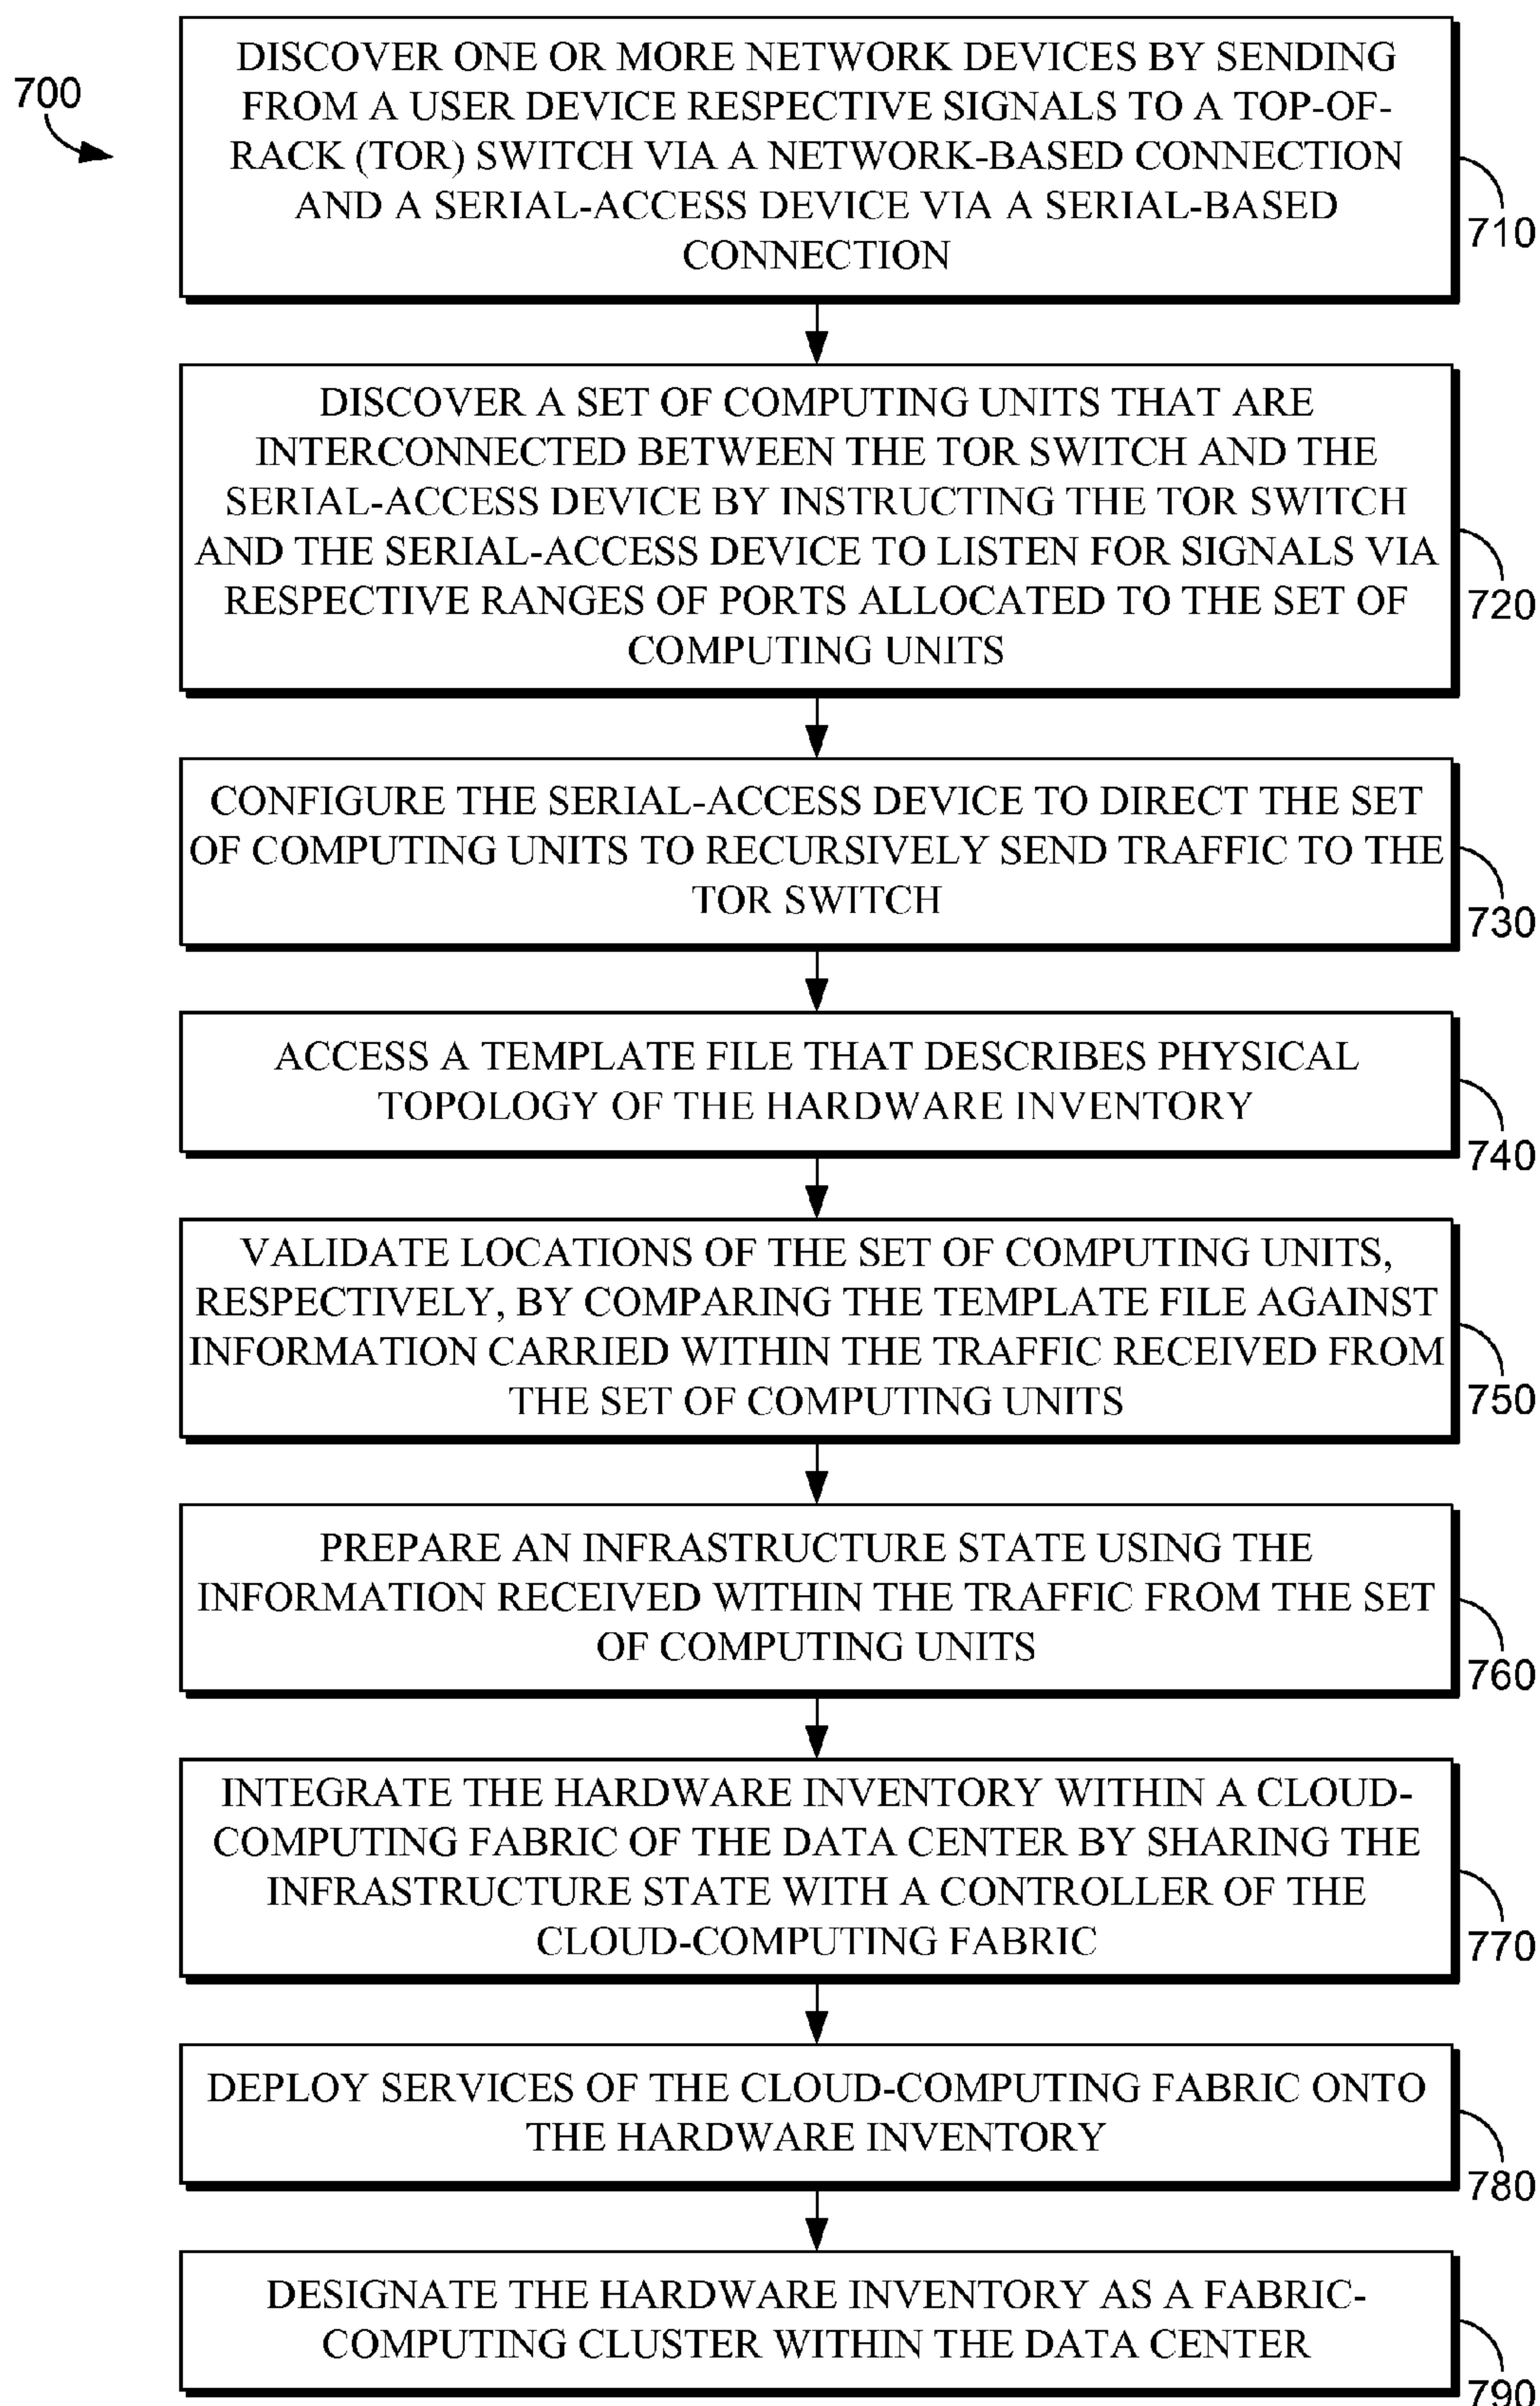 700
DISCOVER ONE OR MORE NETWORK DEVICES BY SENDING
FROM A USER DEVICE RESPECTIVE SIGNALS TO A TOP-OF-
RACK (TOR) SWITCH VIA A NETWORK-BASED CONNECTION
AND A SERIAL-ACCESS DEVICE VIA A SERIAL-BASED
CONNECTION
710
DISCOVER A SET OF COMPUTING UNITS THAT ARE
INTERCONNECTED BETWEEN THE TOR SWITCH AND THE
SERIAL-ACCESS DEVICE BY INSTRUCTING THE TOR SWITCH
AND THE SERIAL-ACCESS DEVICE TO LISTEN FOR SIGNALS VIA
RESPECTIVE RANGES OF PORTS ALLOCATED TO THE SET OF
COMPUTING UNITS
720
CONFIGURE THE SERIAL-ACCESS DEVICE TO DIRECT THE SET
OF COMPUTING UNITS TO RECURSIVELY SEND TRAFFIC TO THE
TOR SWITCH
730
ACCESS A TEMPLATE FILE THAT DESCRIBES PHYSICAL
TOPOLOGY OF THE HARDWARE INVENTORY
740
VALIDATE LOCATIONS OF THE SET OF COMPUTING UNITS,
RESPECTIVELY, BY COMPARING THE TEMPLATE FILE AGAINST
INFORMATION CARRIED WITHIN THE TRAFFIC RECEIVED FROM
THE SET OF COMPUTING UNITS
750
PREPARE AN INFRASTRUCTURE STATE USING THE
INFORMATION RECEIVED WITHIN THE TRAFFIC FROM THE SET
OF COMPUTING UNITS
760
INTEGRATE THE HARDWARE INVENTORY WITHIN A CLOUD-
COMPUTING FABRIC OF THE DATA CENTER BY SHARING THE
INFRASTRUCTURE STATE WITH A CONTROLLER OF THE
CLOUD-COMPUTING FABRIC
770
DEPLOY SERVICES OF THE CLOUD-COMPUTING FABRIC ONTO
THE HARDWARE INVENTORY
780
DESIGNATE THE HARDWARE INVENTORY AS A FABRIC-
COMPUTING CLUSTER WITHIN THE DATA CENTER
790